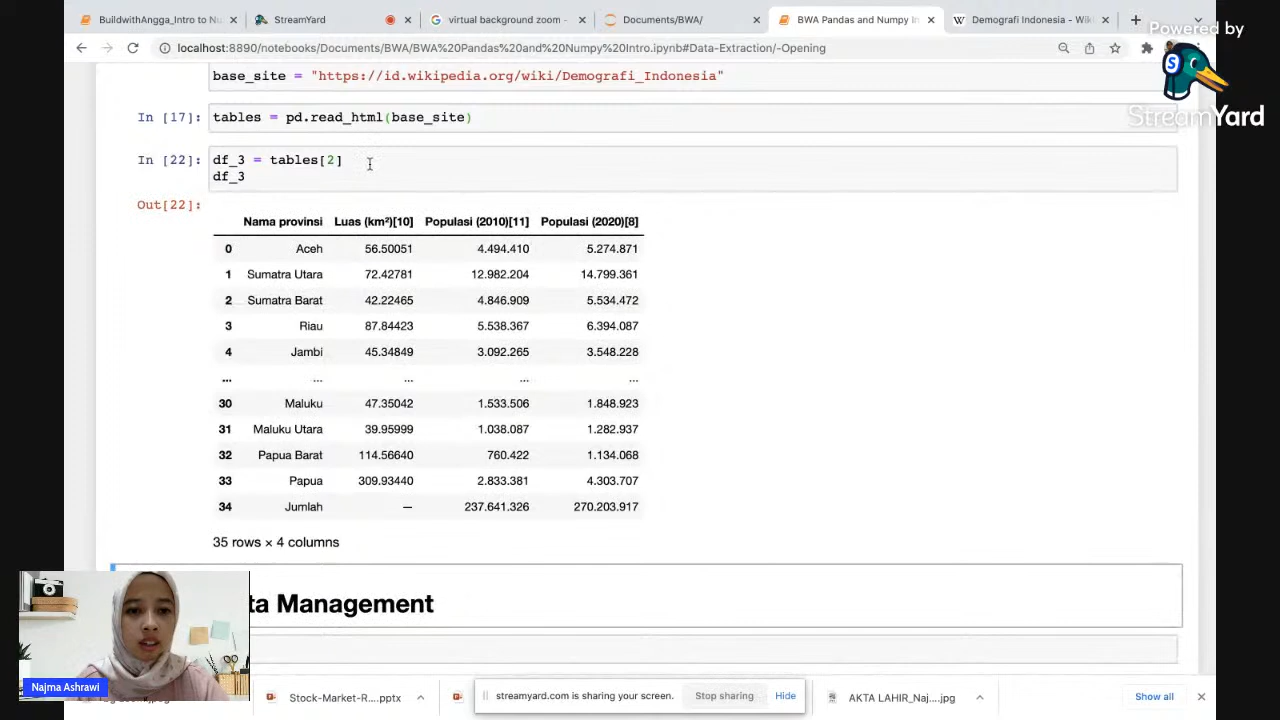 BuildwithAngga_Intro to Nu
StreamYard
virtual background zoom -
Documents/BWA/
BWA Pandas and Numpy In
Demografi Indonesia - Wiki
localhost:8890/notebooks/Documents/BWA/BWA%20Pandas%20and%20Numpy%20Intro.ipynb#Data-Extraction/-Opening
Powered by
StreamYard
base_site = "https://id.wikipedia.org/wiki/Demografi_Indonesia"
In [17]: tables = pd.read_html(base_site)
In [22]: df_3 = tables[2]
df_3
Out[22]:
Nama provinsi Luas (km²)[10] Populasi (2010)[11] Populasi (2020)[8]
0 Aceh 56.50051 4.494.410 5.274.871
1 Sumatra Utara 72.42781 12.982.204 14.799.361
2 Sumatra Barat 42.22465 4.846.909 5.534.472
3 Riau 87.84423 5.538.367 6.394.087
4 Jambi 45.34849 3.092.265 3.548.228
... ... ... ... ...
30 Maluku 47.35042 1.533.506 1.848.923
31 Maluku Utara 39.95999 1.038.087 1.282.937
32 Papua Barat 114.56640 760.422 1.134.068
33 Papua 309.93440 2.833.381 4.303.707
34 Jumlah — 237.641.326 270.203.917
35 rows × 4 columns
ta Management
Najma Ashrawi
Stock-Market-R....pptx
streamyard.com is sharing your screen.
Stop sharing
Hide
AKTA LAHIR_Naj....jpg
Show all